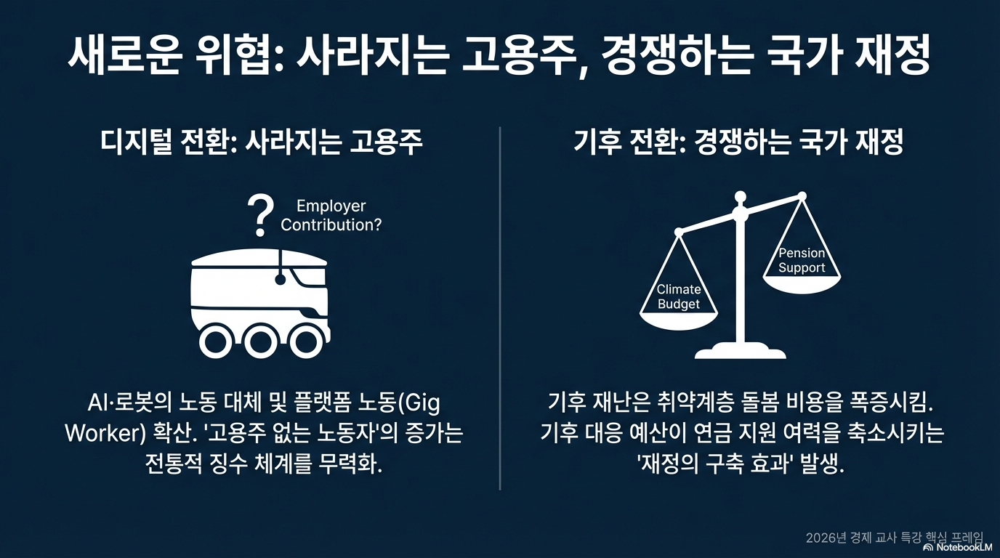 새로운 위협: 사라지는 고용주, 경쟁하는 국가 재정
디지털 전환: 사라지는 고용주
?
Employer
Contribution?
AI·로봇의 노동 대체 및 플랫폼 노동(Gig
Worker) 확산. '고용주 없는 노동자'의 증가는
전통적 징수 체계를 무력화.
기후 전환: 경쟁하는 국가 재정
Climate
Budget
Pension
Support
기후 재난은 취약계층 돌봄 비용을 폭증시킴.
기후 대응 예산이 연금 지원 여력을 축소시키는
'재정의 구축 효과' 발생.
2026년 경제 교사 특강 핵심 프레임
NotebookLM